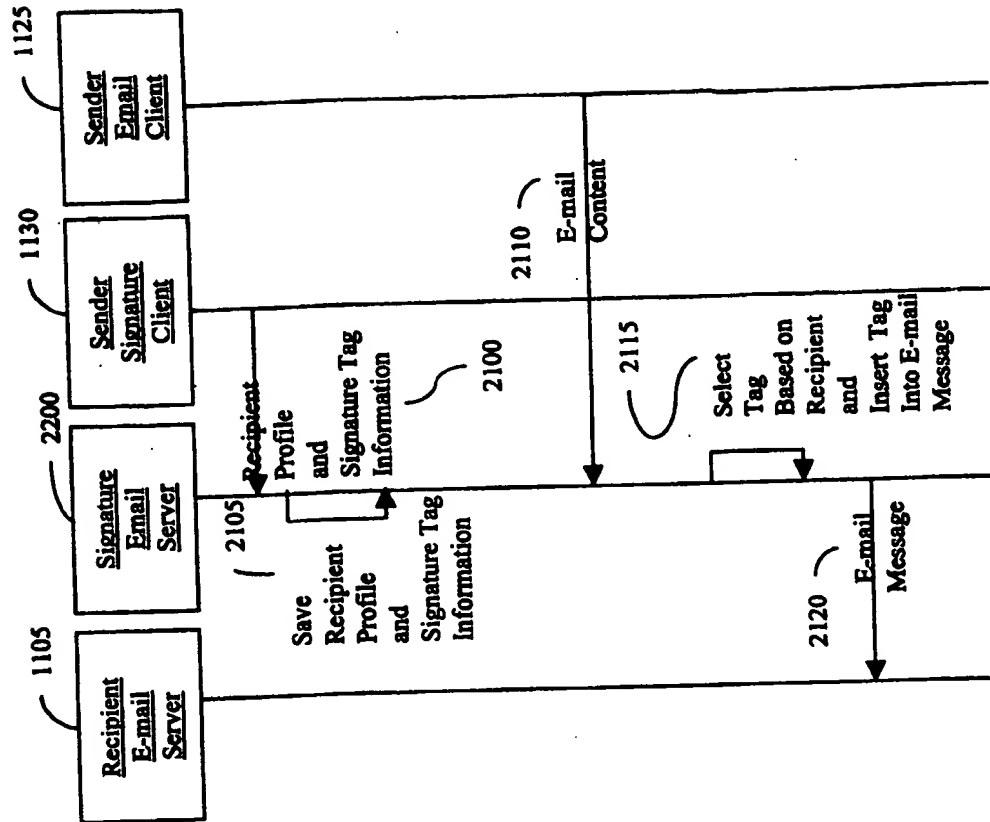 1105
Recipient
E-mail
Server
2200
Signature
Email
Server
1130
Sender
Signature
Client
1125
Sender
Email
Client
Recipient
Profile
and
Signature Tag
Information
2100
2105
Save
Recipient
Profile
and
Signature Tag
Information
2110
E-mail
Content
2115
Select
Tag
Based on
Recipient
and
Insert Tag
Into E-mail
Message
2120
E-mail
Message